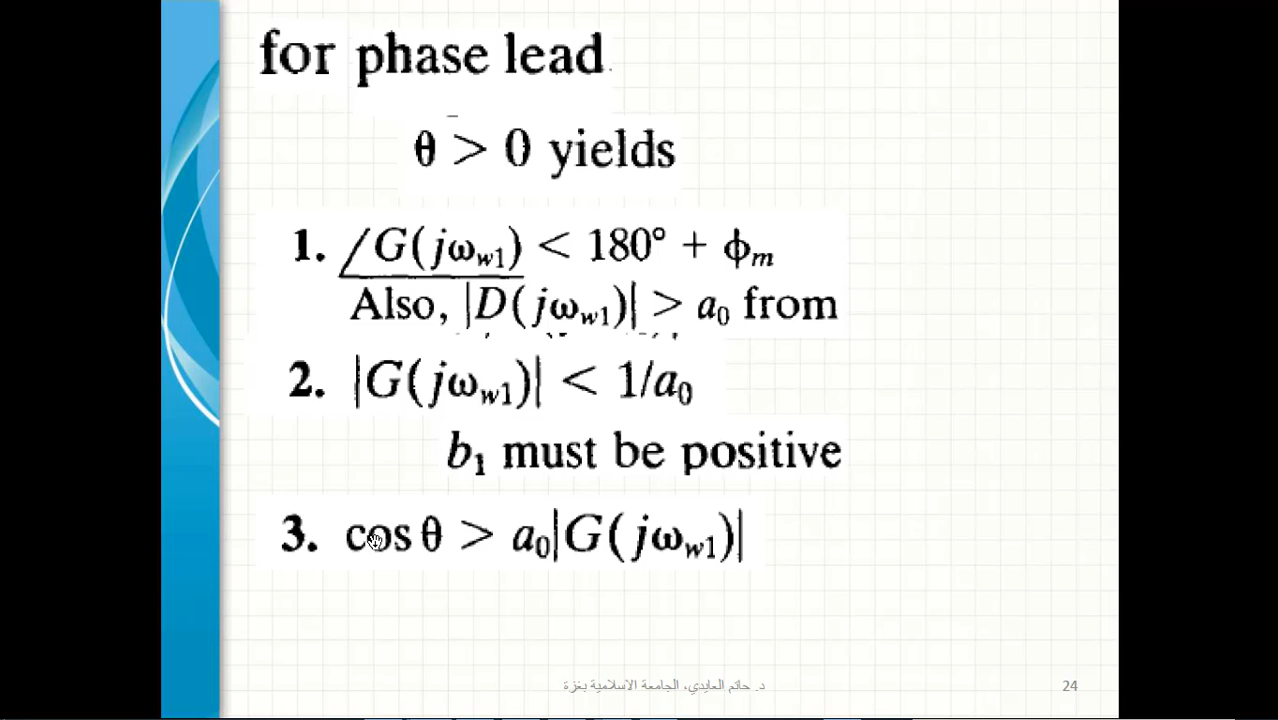 for phase lead
θ > 0 yields
1. /G(jω_w1) < 180° + ϕ_m
Also, |D(jω_w1)| > a_0 from
2. |G(jω_w1)| < 1/a_0
b_1 must be positive
3. cos θ > a_0|G(jω_w1)|
د. حاتم العايدي، الجامعة الاسلامية بغزة
24